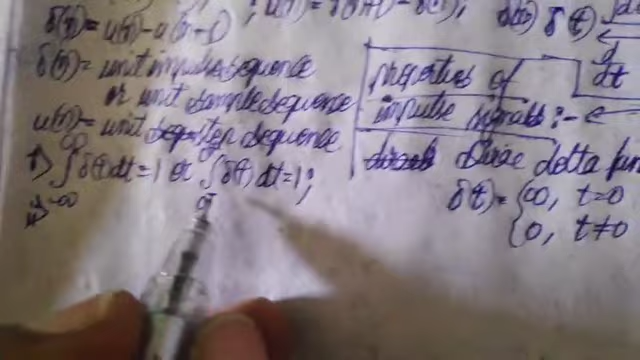 δ(n) = u(n) - u(n-1)
δ(n) = unit impulse sequence
or unit sample sequence
u(n) = unit step sequence
1) ∫_{-∞}^{∞} δ(t) dt = 1 or ∫ δ(t) dt = 1;
δ(t)
d
dt
properties of
impulse signals :-
Dirac delta fun
δ(t) = { ∞, t=0
{ 0, t≠0